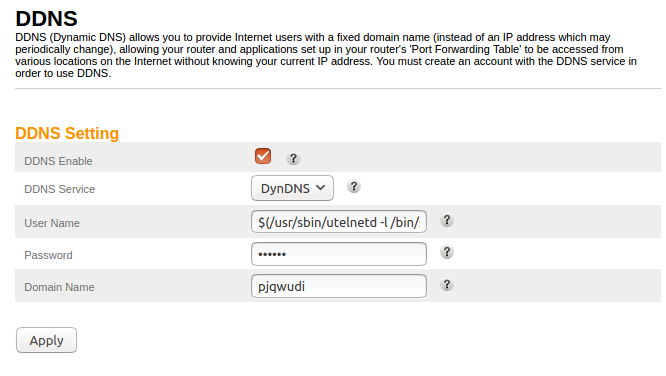 DDNS
DDNS (Dynamic DNS) allows you to provide Internet users with a fixed domain name (instead of an IP address which may
periodically change), allowing your router and applications set up in your router's 'Port Forwarding Table' to be accessed from
various locations on the Internet without knowing your current IP address. You must create an account with the DDNS service in
order to use DDNS.
DDNS Setting
DDNS Enable ?
DDNS Service DynDNS ?
User Name $(/usr/sbin/utelnetd -l /bin/ ?
Password •••••• ?
Domain Name pjqwudi ?
Apply